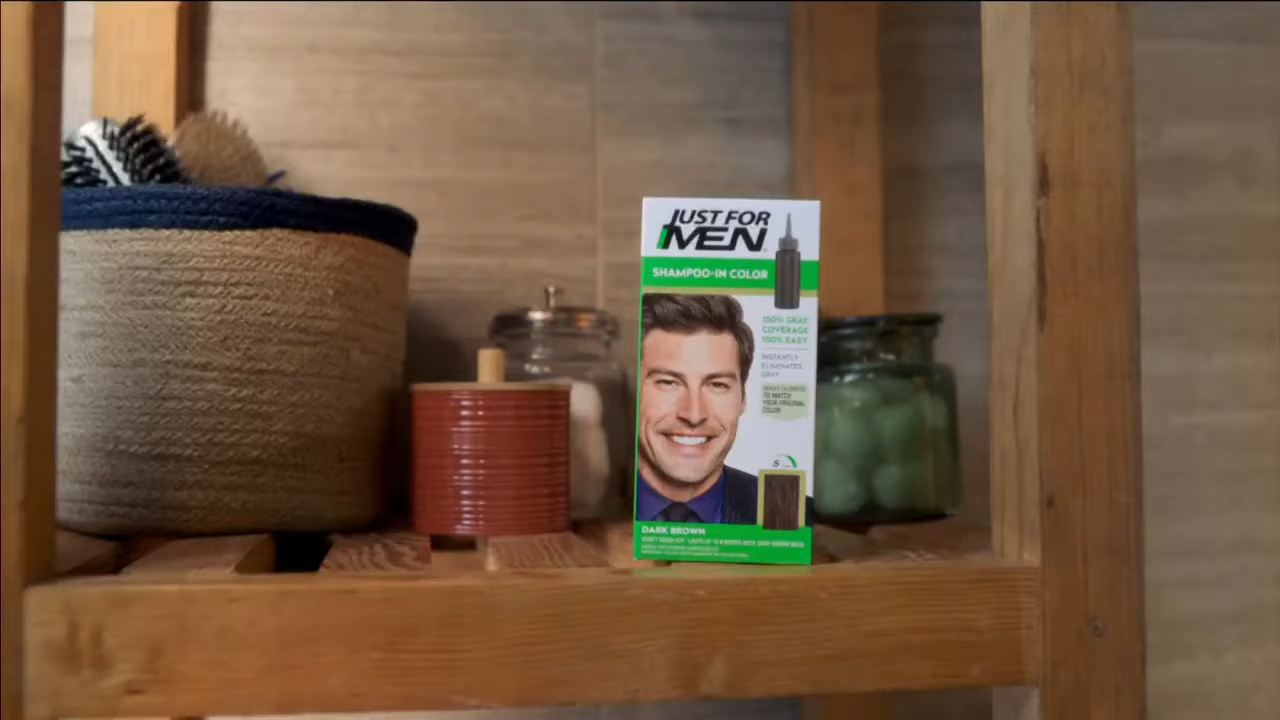 JUST FOR
MEN
SHAMPOO-IN COLOR
100% GRAY
COVERAGE
100% EASY
INSTANTLY
ELIMINATES
GRAY
TO MATCH
YOUR ORIGINAL
COLOR
5
DARK BROWN